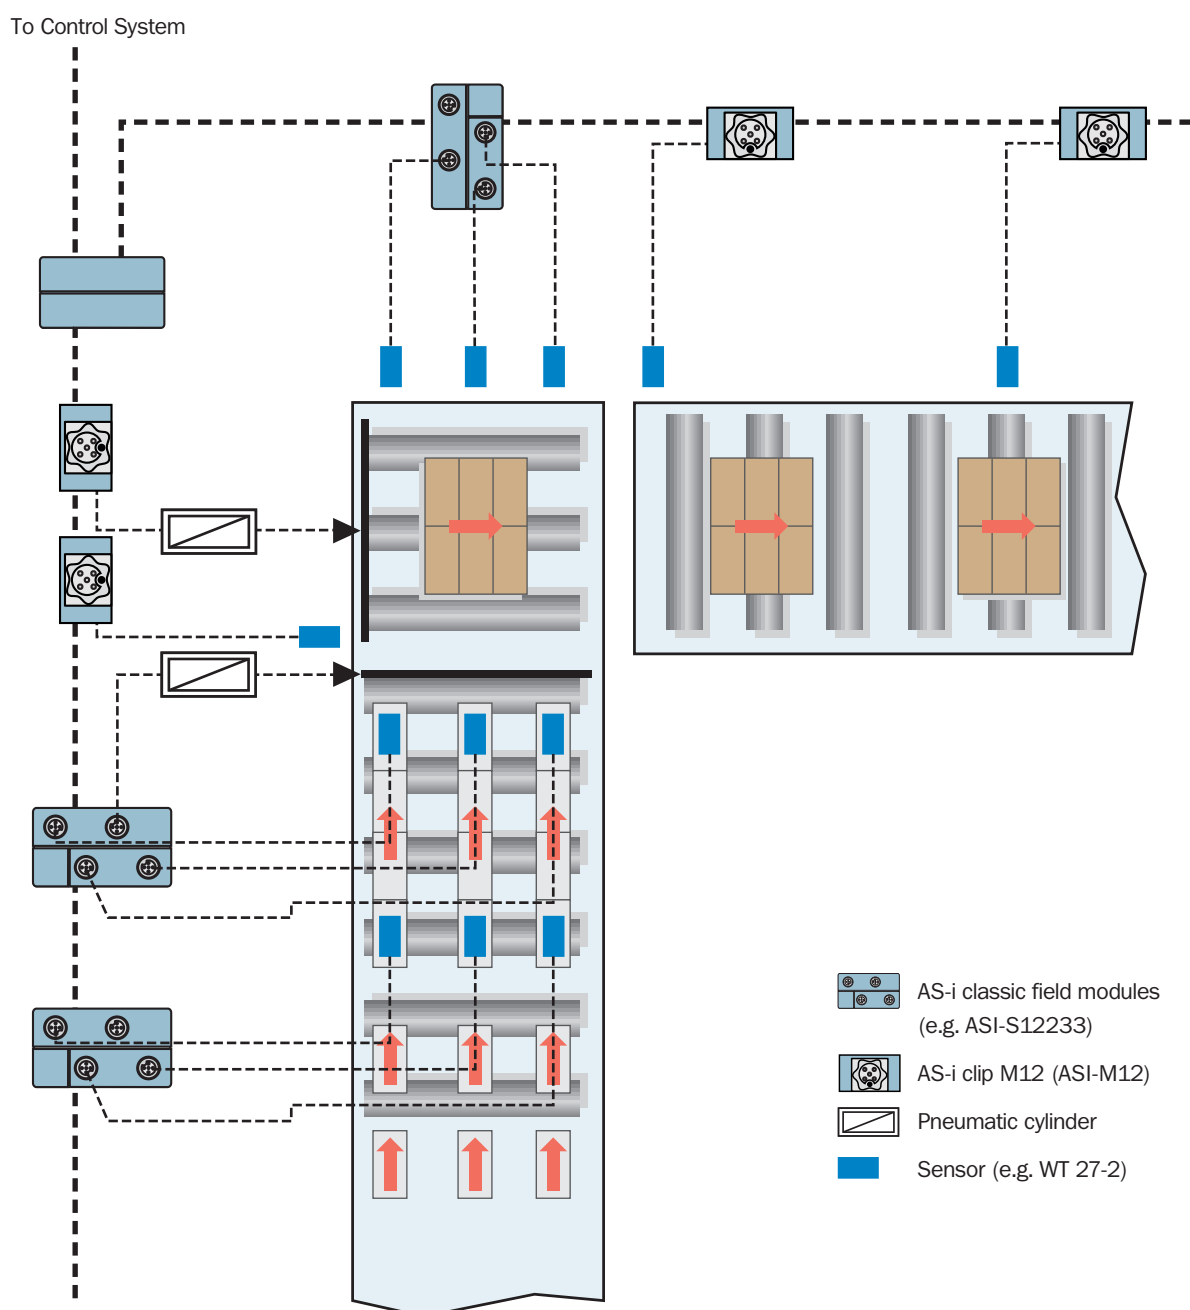 To Control System
AS-i classic field modules
(e.g. ASI-S12233)
AS-i clip M12 (ASI-M12)
Pneumatic cylinder
Sensor (e.g. WT 27-2)